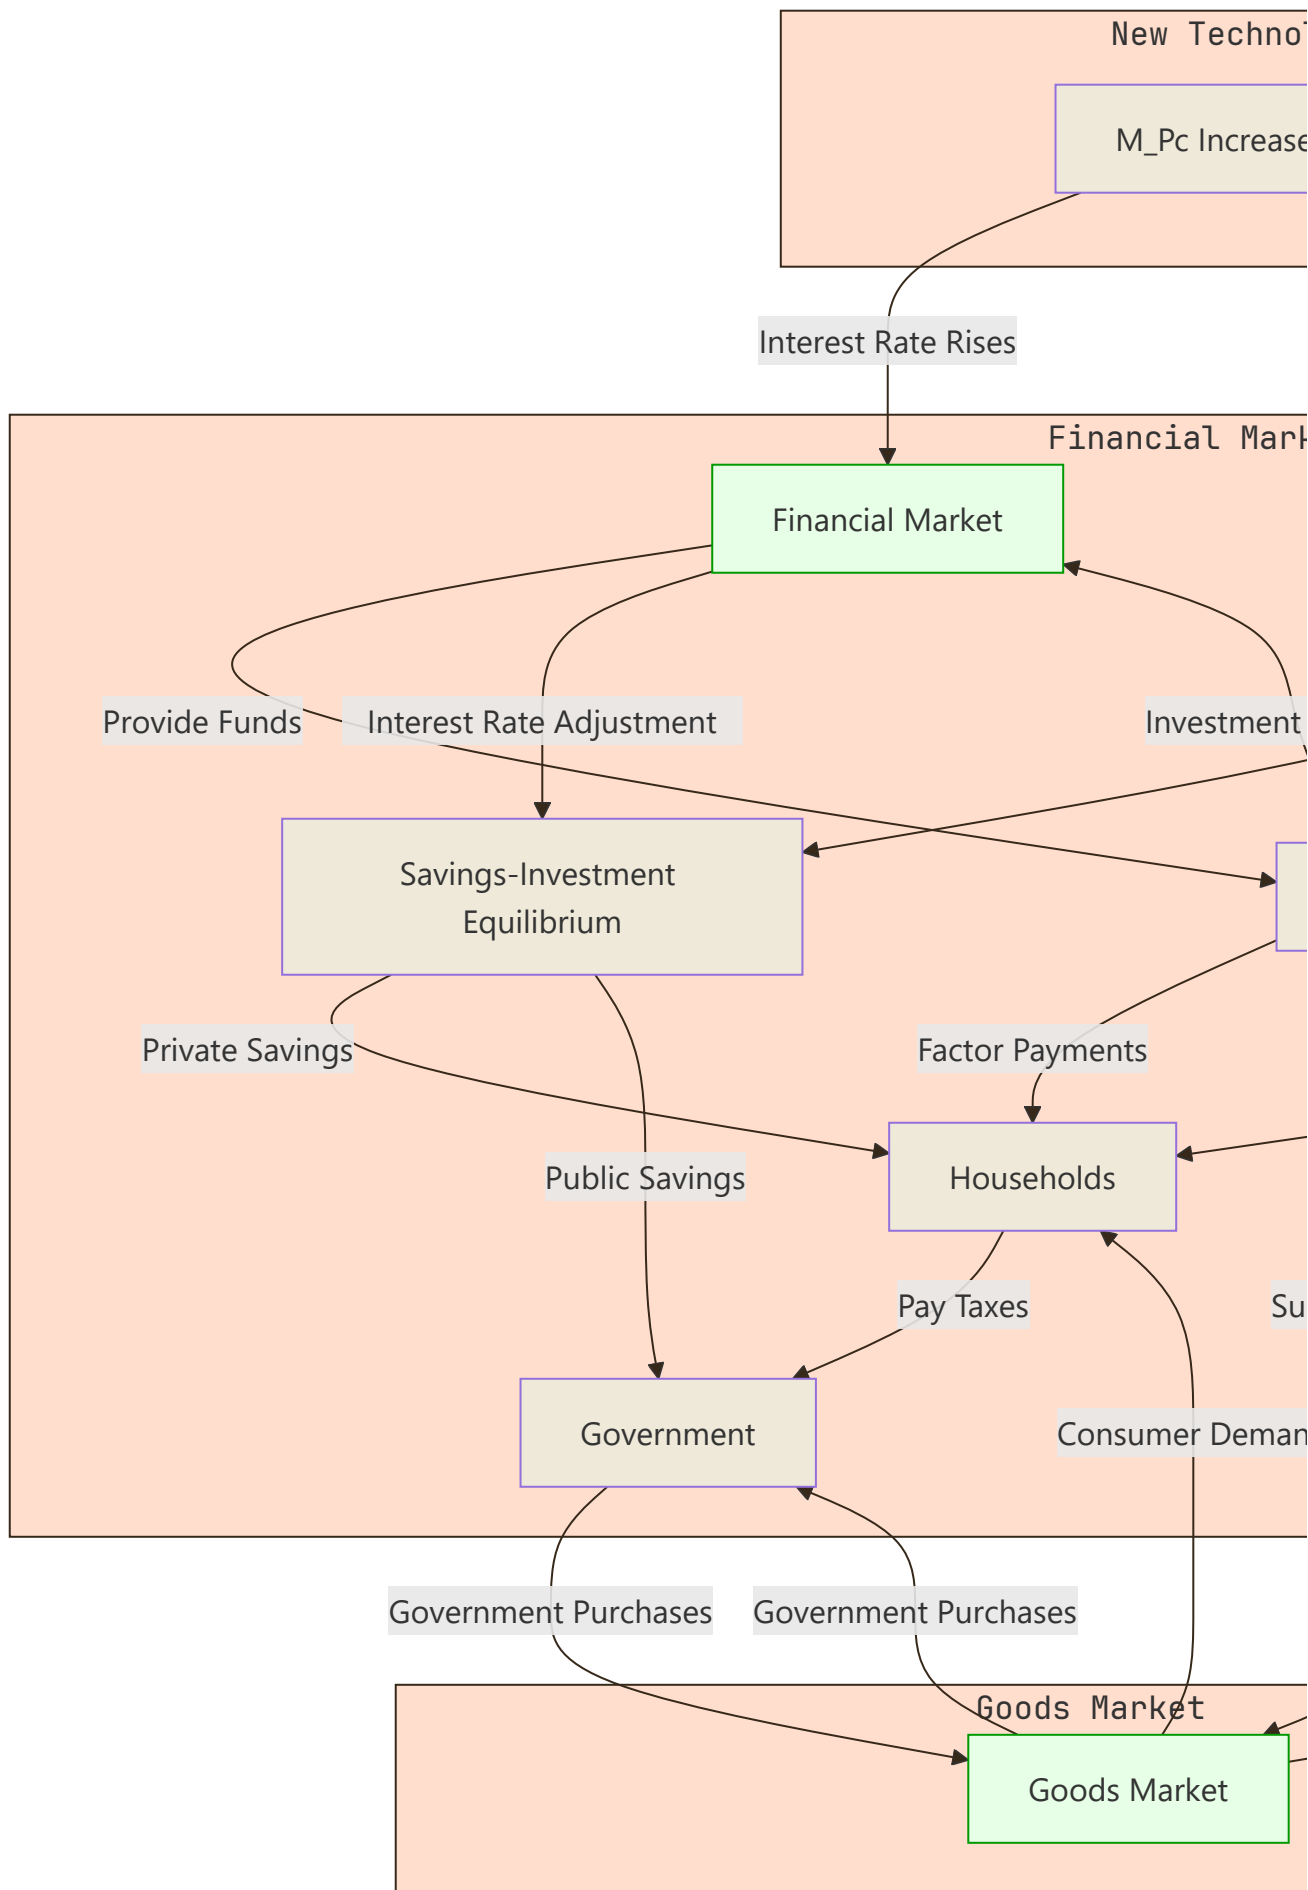 New Technol
M_Pc Increase
Interest Rate Rises
Financial Mark
Financial Market
Provide Funds
Interest Rate Adjustment
Investment
Savings-Investment
Equilibrium
Private Savings
Factor Payments
Public Savings
Households
Pay Taxes
Su
Government
Consumer Deman
Government Purchases
Government Purchases
Goods Market
Goods Market